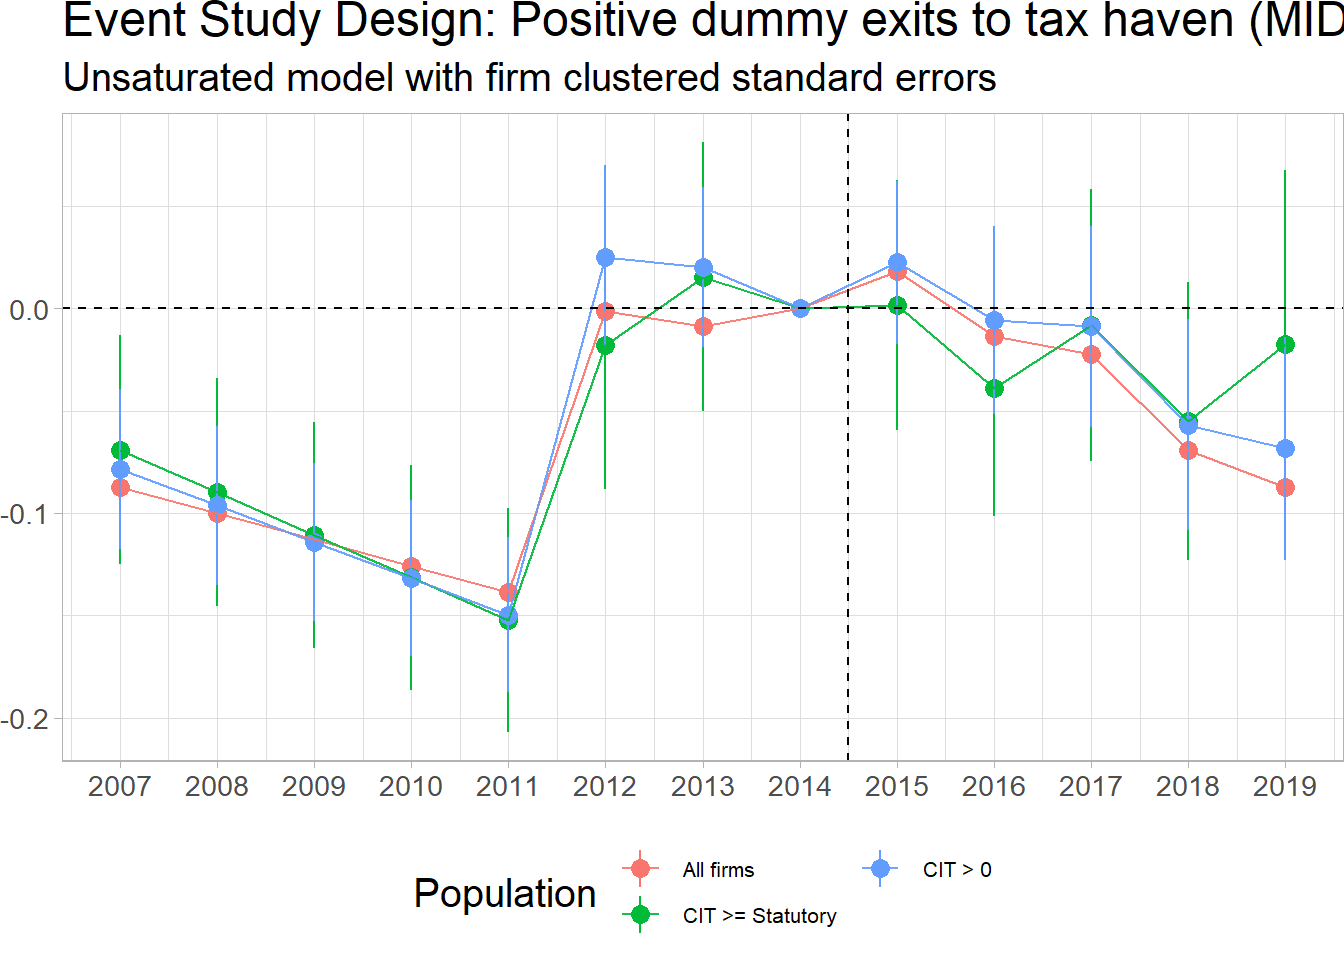 Event Study Design: Positive dummy exits to tax haven (MID
Unsaturated model with firm clustered standard errors
0.0
-0.1
-0.2
2007 2008 2009 2010 2011 2012 2013 2014 2015 2016 2017 2018 2019
Population
All firms
CIT > 0
CIT >= Statutory